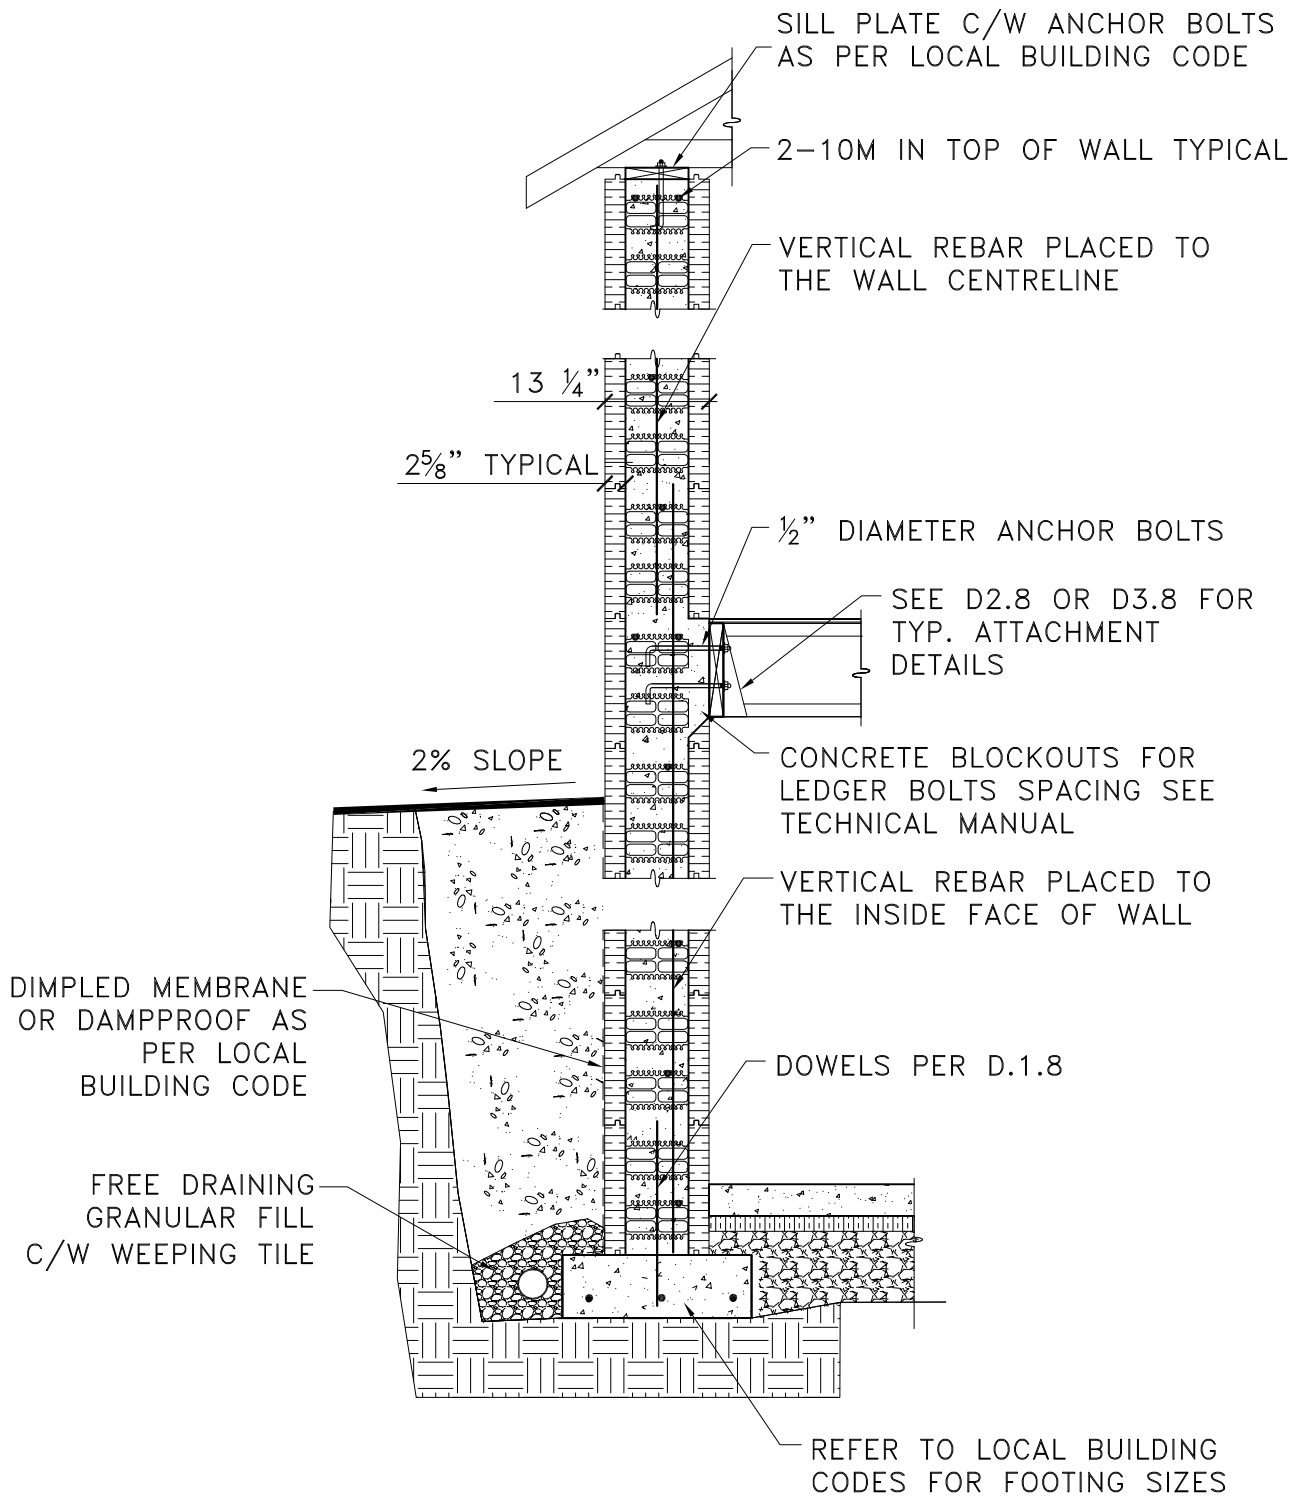 SILL PLATE C/W ANCHOR BOLTS
AS PER LOCAL BUILDING CODE
2-10M IN TOP OF WALL TYPICAL
VERTICAL REBAR PLACED TO
THE WALL CENTRELINE
13 ¼"
2⅝" TYPICAL
½" DIAMETER ANCHOR BOLTS
SEE D2.8 OR D3.8 FOR
TYP. ATTACHMENT
DETAILS
2% SLOPE
CONCRETE BLOCKOUTS FOR
LEDGER BOLTS SPACING SEE
TECHNICAL MANUAL
VERTICAL REBAR PLACED TO
THE INSIDE FACE OF WALL
DIMPLED MEMBRANE
OR DAMPPROOF AS
PER LOCAL
BUILDING CODE
DOWELS PER D.1.8
FREE DRAINING
GRANULAR FILL
C/W WEEPING TILE
REFER TO LOCAL BUILDING
CODES FOR FOOTING SIZES